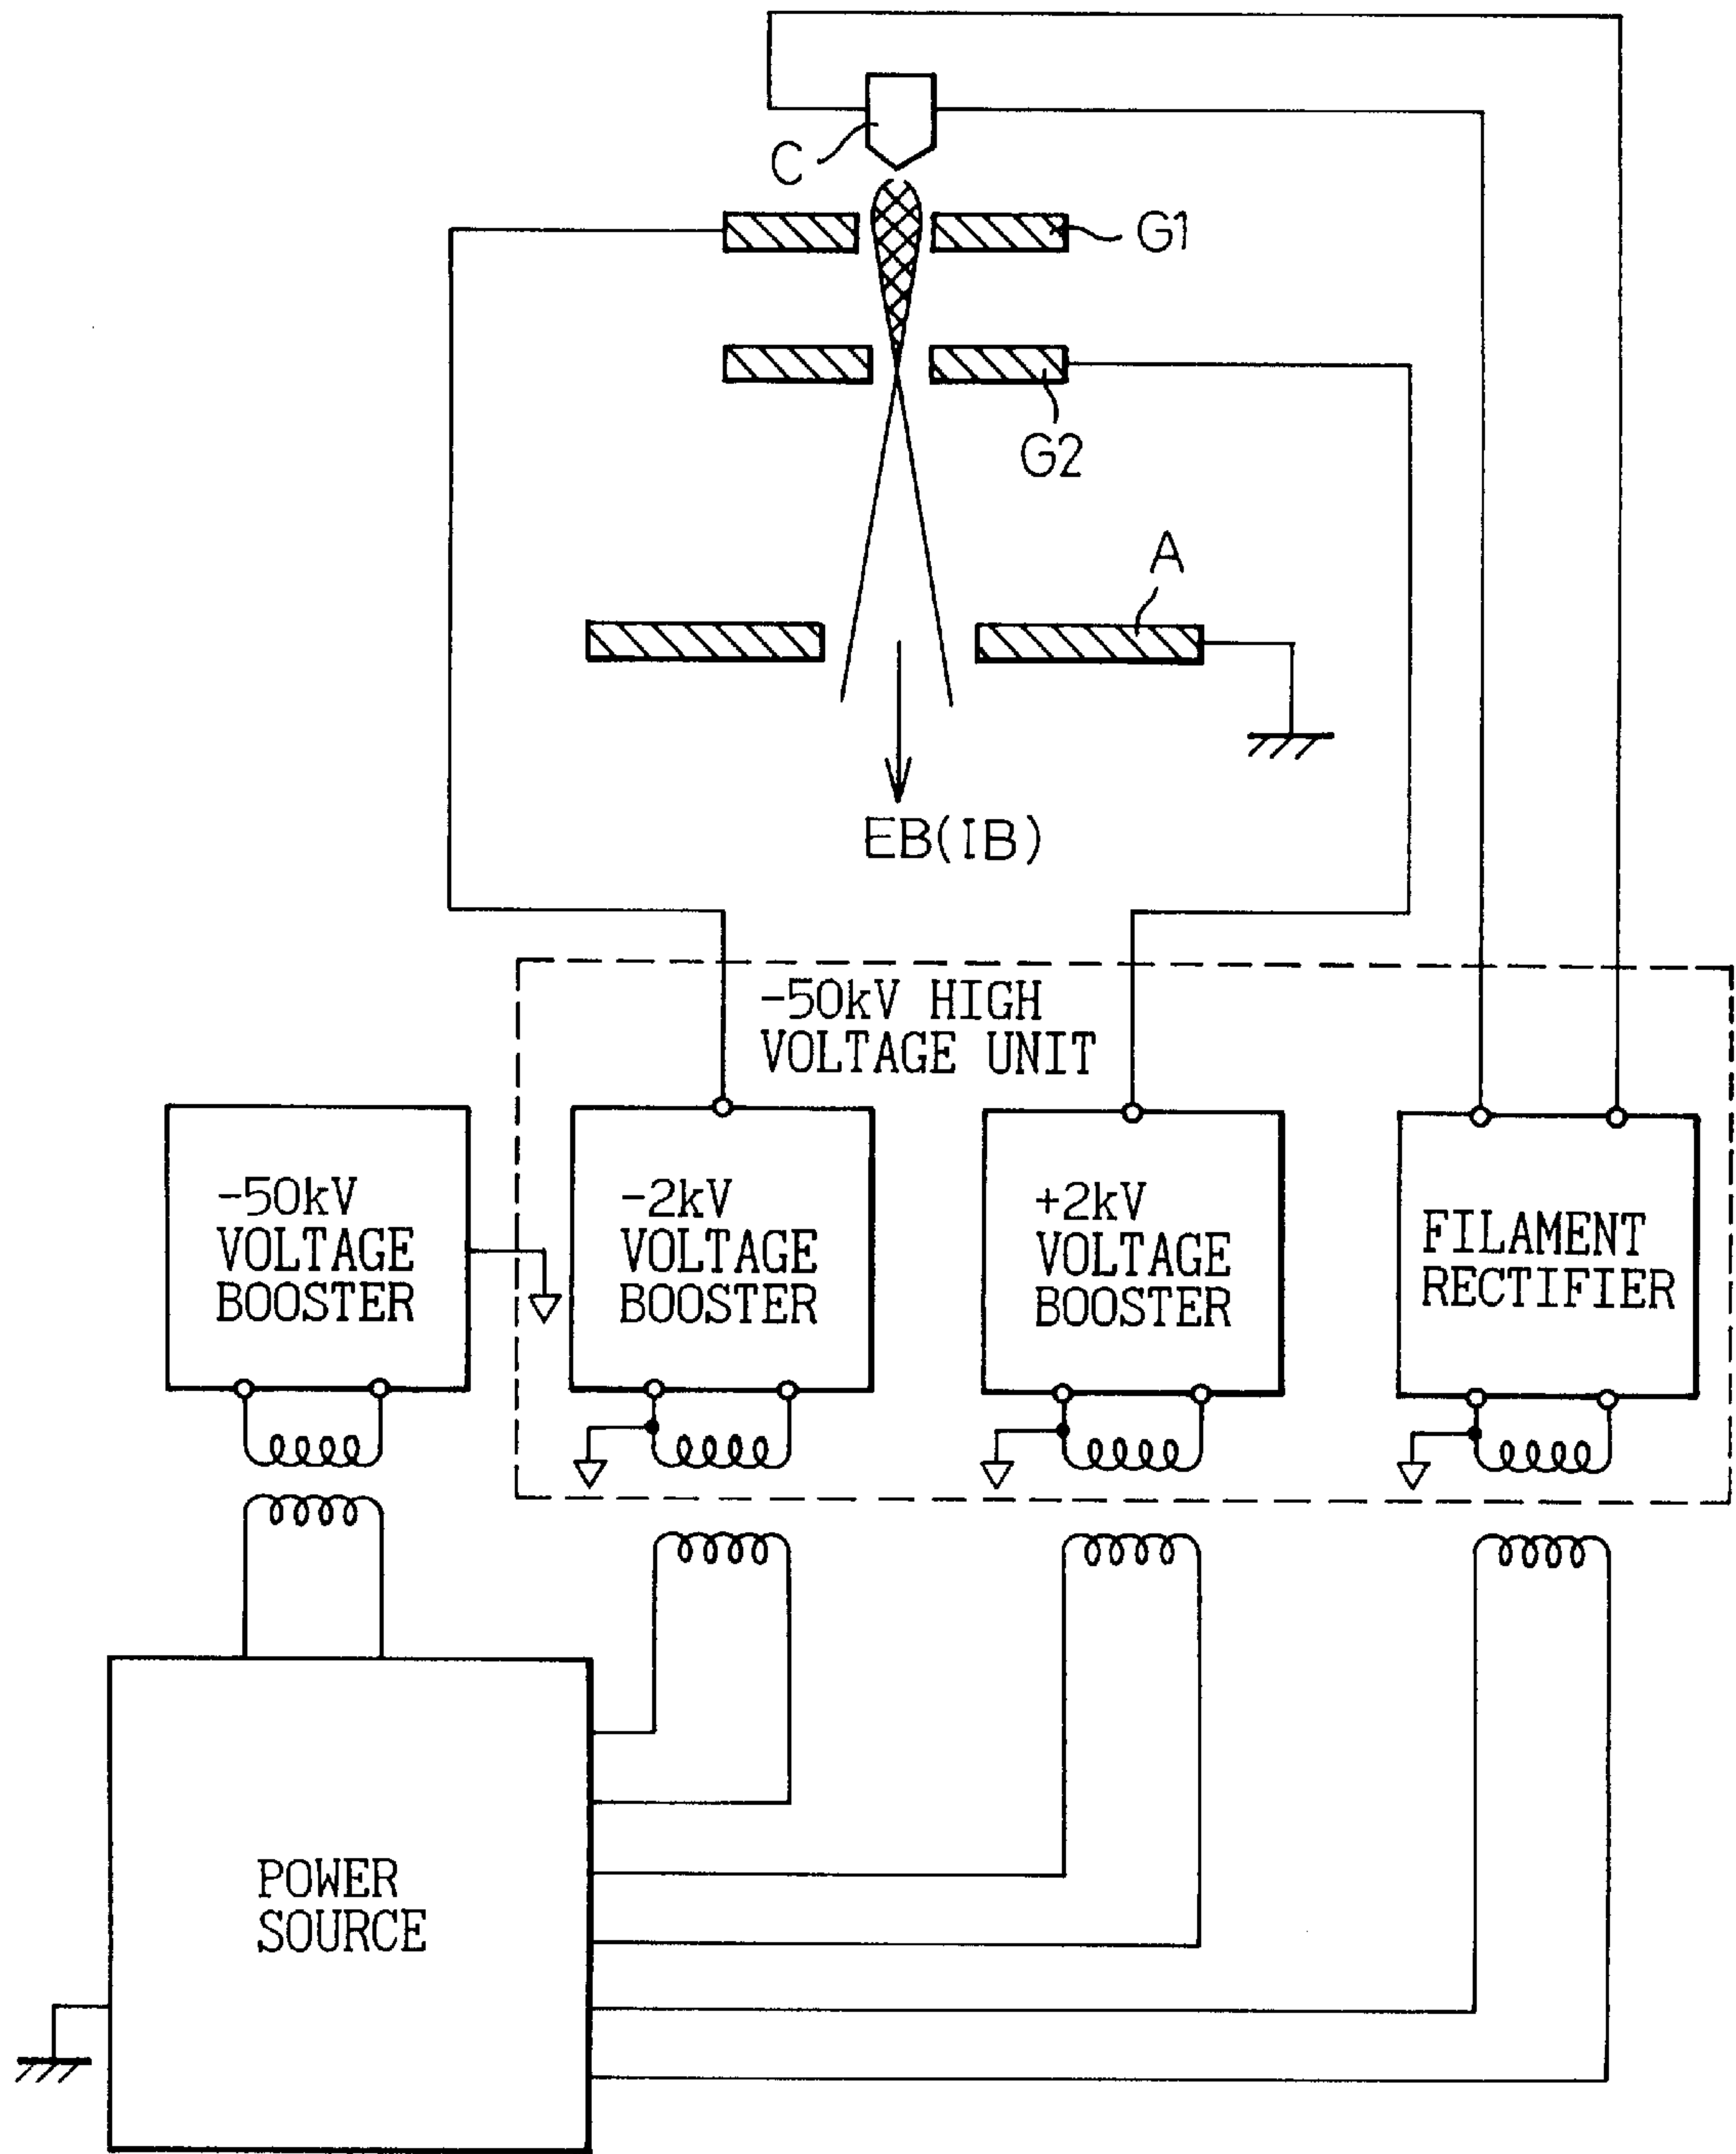 C
G1
G2
A
EB(IB)
-50kV HIGH
VOLTAGE UNIT
-50kV
VOLTAGE
BOOSTER
-2kV
VOLTAGE
BOOSTER
+2kV
VOLTAGE
BOOSTER
FILAMENT
RECTIFIER
POWER
SOURCE